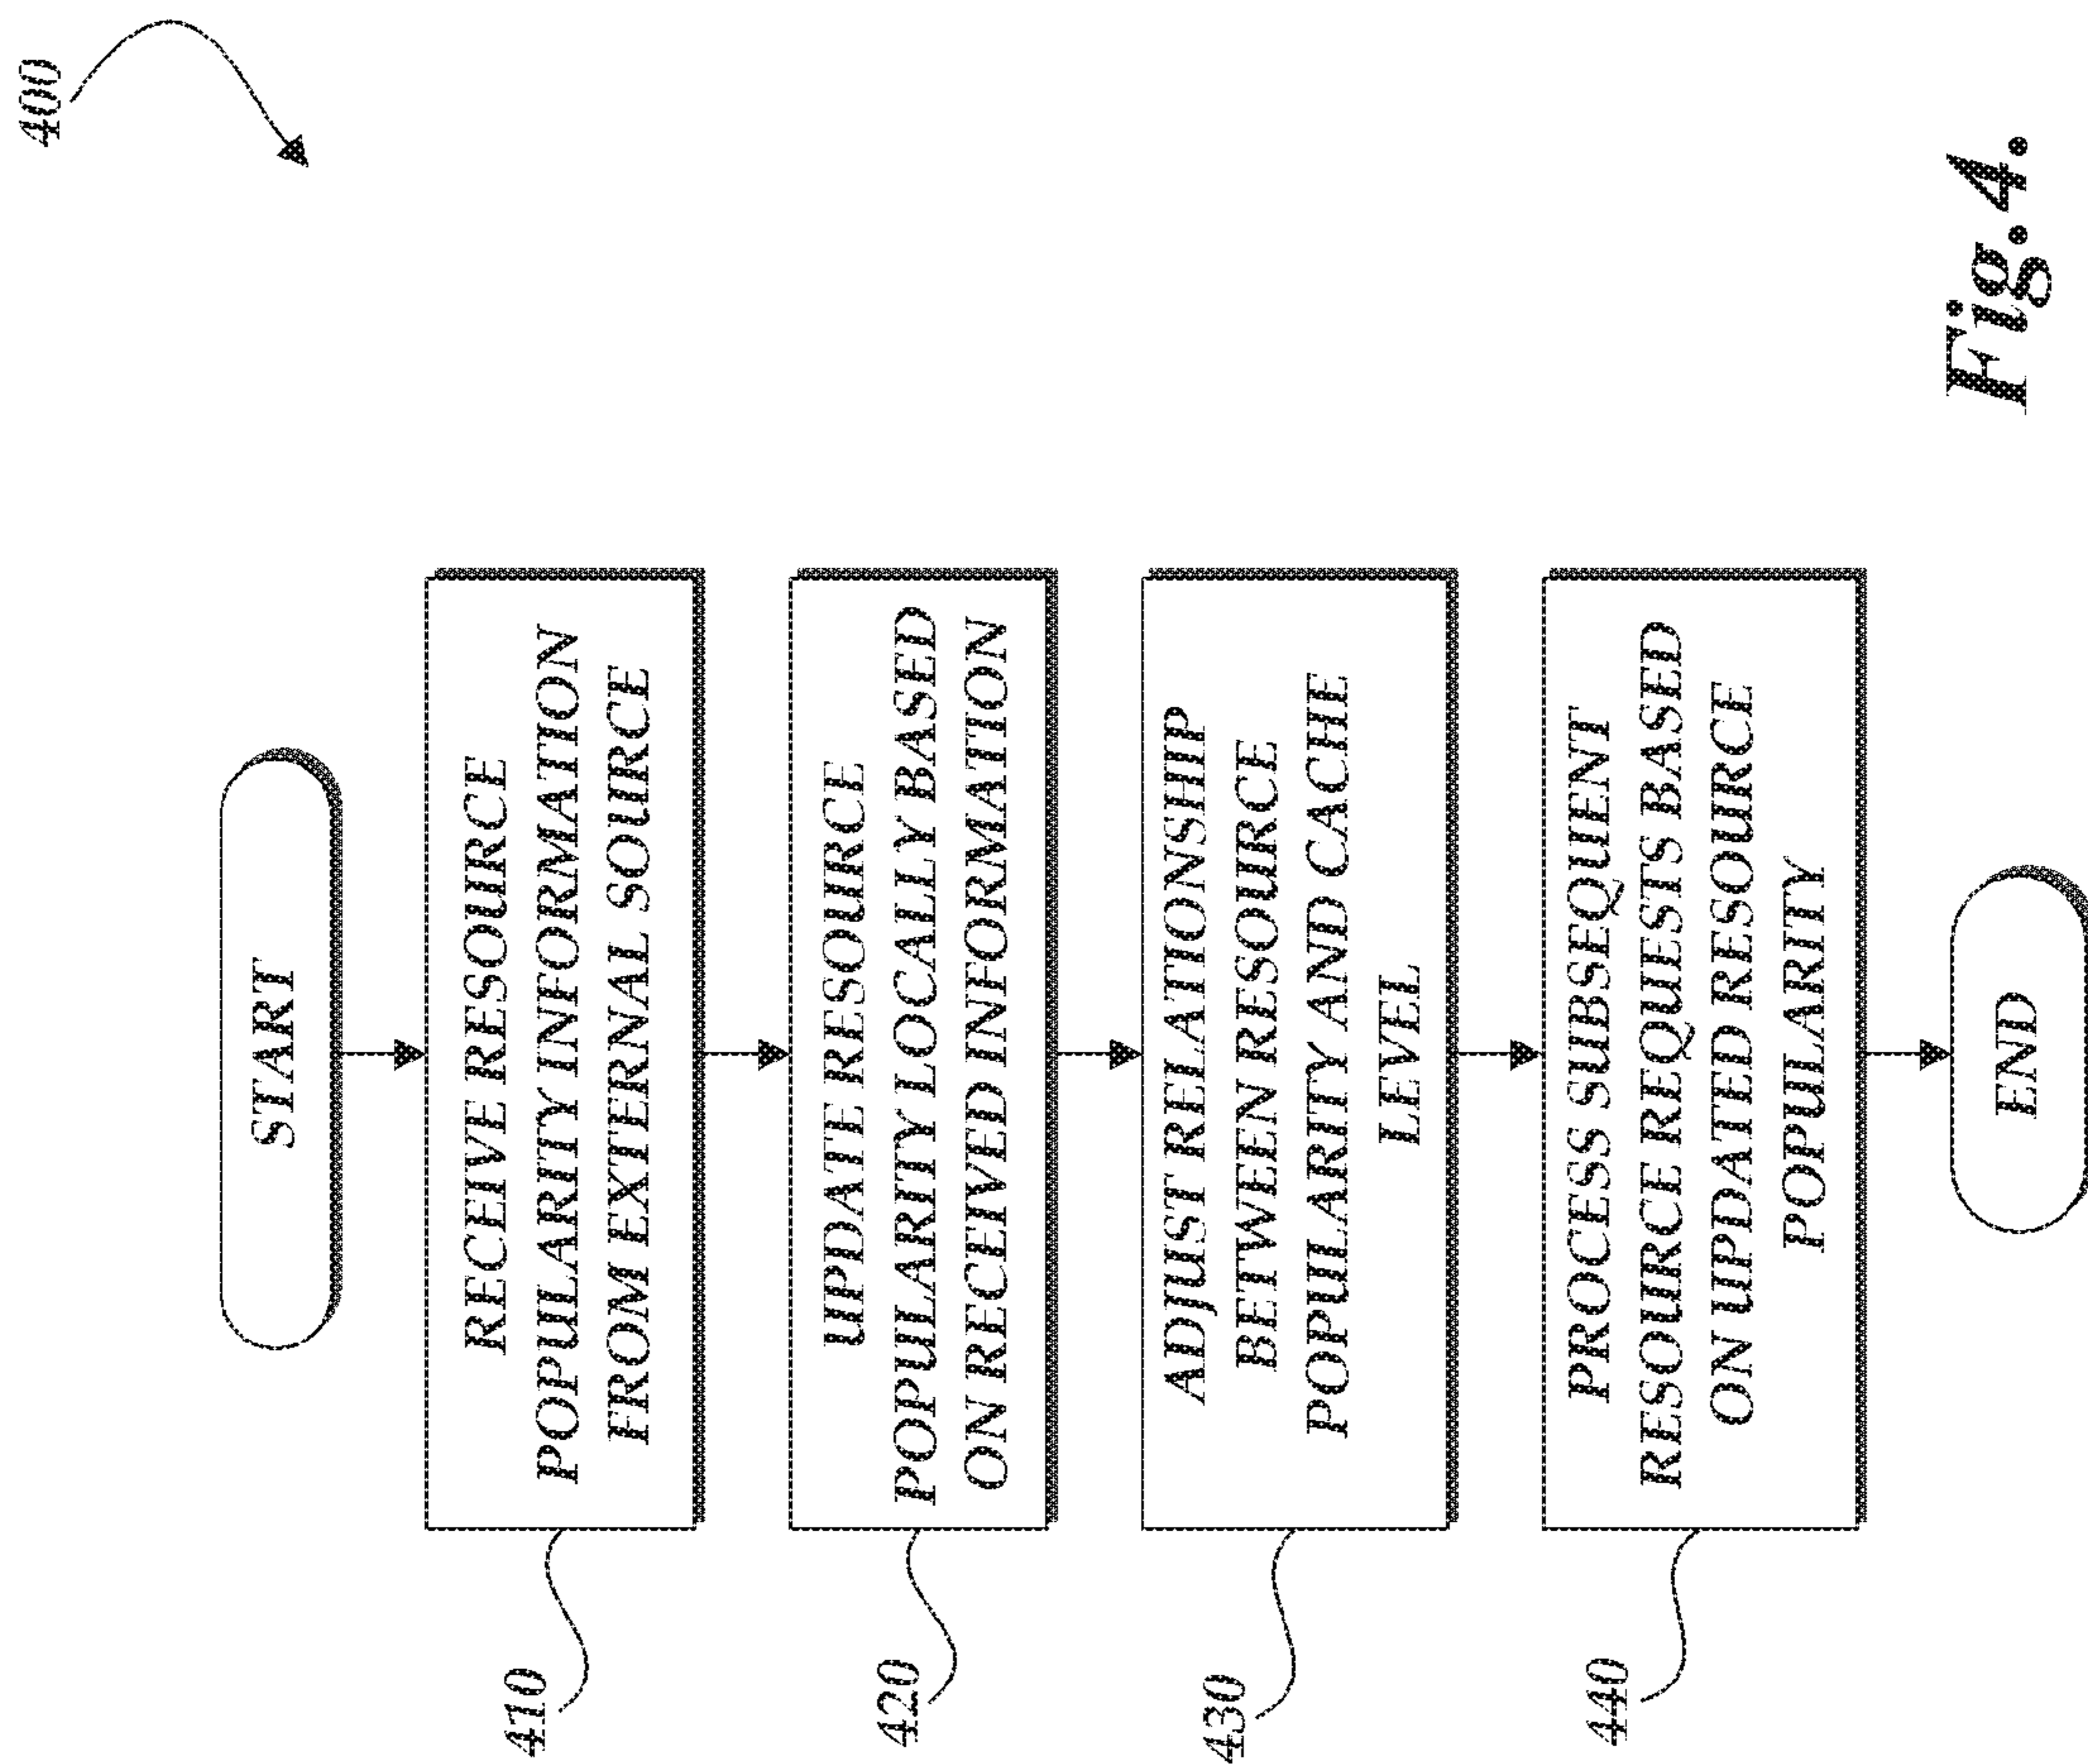 400
START
410
RECEIVE RESOURCE
POPULARITY INFORMATION
FROM EXTERNAL SOURCE
420
UPDATE RESOURCE
POPULARITY LOCALLY BASED
ON RECEIVED INFORMATION
430
ADJUST RELATIONSHIP
BETWEEN RESOURCE
POPULARITY AND CACHE
LEVEL
440
PROCESS SUBSEQUENT
RESOURCE REQUESTS BASED
ON UPDATED RESOURCE
POPULARITY
END
Fig.4.